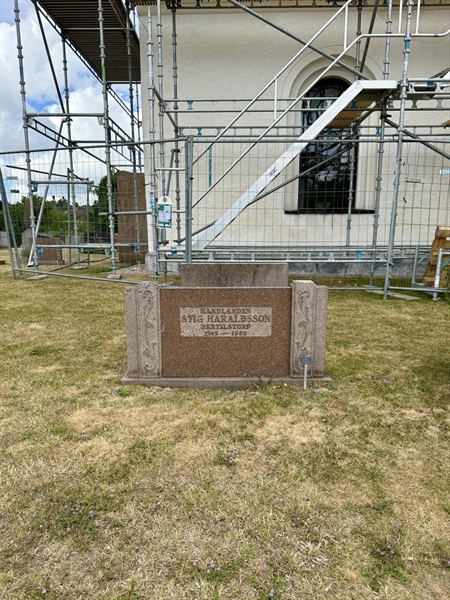 HANDLANDEN
STIG HARALDSSON
BERTILSTORP
1915 — 1980